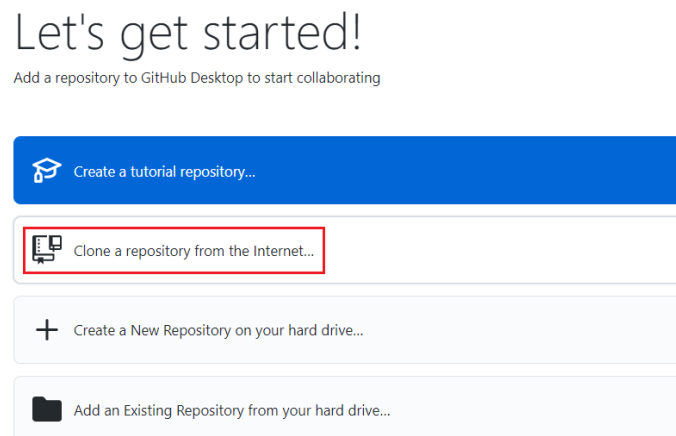 Let's get started!
Add a repository to GitHub Desktop to start collaborating
Create a tutorial repository...
Clone a repository from the Internet...
Create a New Repository on your hard drive...
Add an Existing Repository from your hard drive...